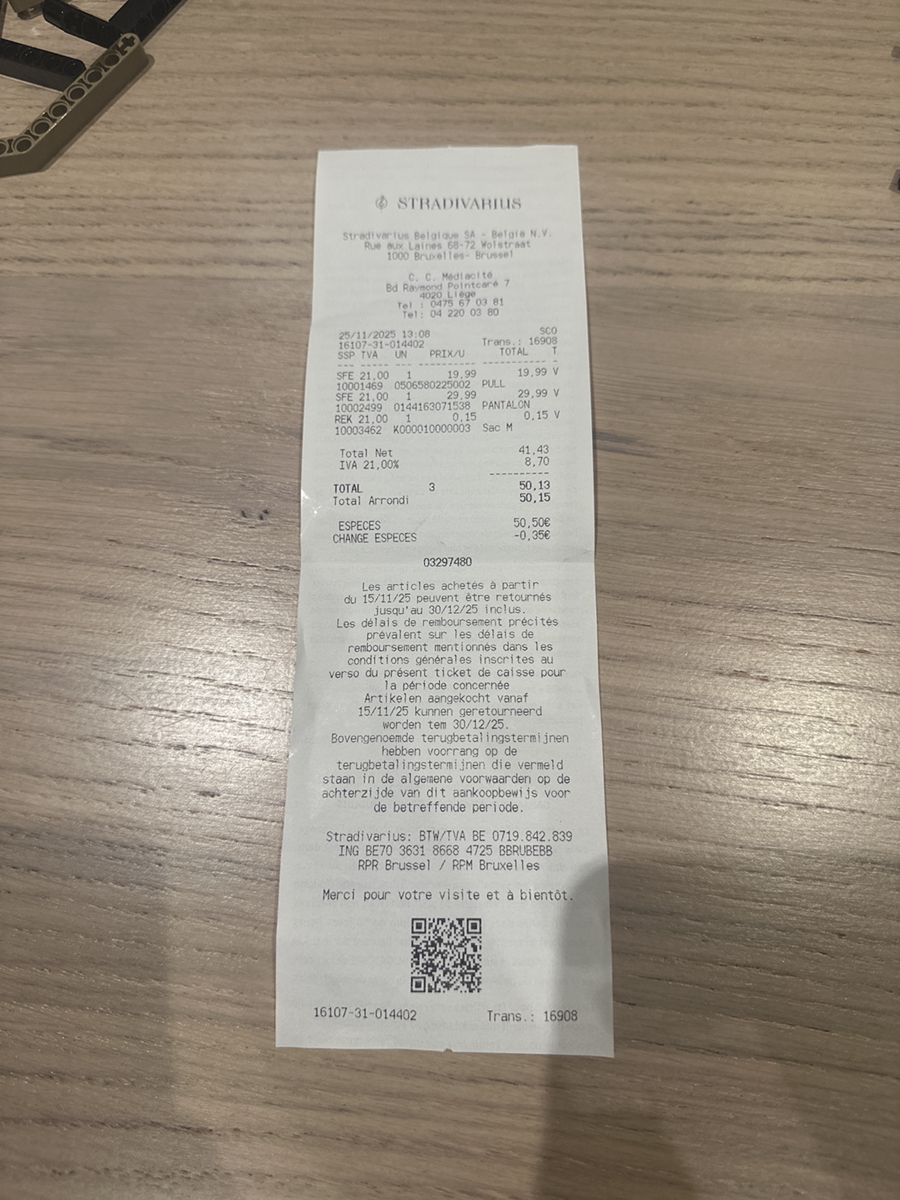 STRADIVARIUS
Stradivarius Belgique SA - Belgie N.V.
Rue aux Laines 68-72 Wolstraat
1000 Bruxelles- Brussel
C. C. Médiacité
Bd Raymond Pointcaré 7
4020 Liège
Tel : 0475 67 03 81
Tel: 04 220 03 80
25/11/2025 13:08 SCO
16107-31-014402 Trans.: 16908
SSP TVA UN PRIX/U TOTAL T
--- --- -- ---------- ---------- -
SFE 21,00 1 19,99 19,99 V
10001469 0506580225002 PULL
SFE 21,00 1 29,99 29,99 V
10002499 0144163071538 PANTALON
REK 21,00 1 0,15 0,15 V
10003462 K000010000003 Sac M
Total Net 41,43
IVA 21,00% 8,70
----------
TOTAL 3 50,13
Total Arrondi 50,15
ESPECES 50,50€
CHANGE ESPECES -0,35€
03297480
Les articles achetés à partir
du 15/11/25 peuvent être retournés
jusqu'au 30/12/25 inclus.
Les délais de remboursement précités
prévalent sur les délais de
remboursement mentionnés dans les
conditions générales inscrites au
verso du présent ticket de caisse pour
la période concernée
Artikelen aangekocht vanaf
15/11/25 kunnen geretourneerd
worden tem 30/12/25.
Bovengenoemde terugbetalingstermijnen
hebben voorrang op de
terugbetalingstermijnen die vermeld
staan in de algemene voorwaarden op de
achterzijde van dit aankoopbewijs voor
de betreffende periode.
Stradivarius: BTW/TVA BE 0719.842.839
ING BE70 3631 8668 4725 BBRUBEBB
RPR Brussel / RPM Bruxelles
Merci pour votre visite et à bientôt.
16107-31-014402 Trans.: 16908